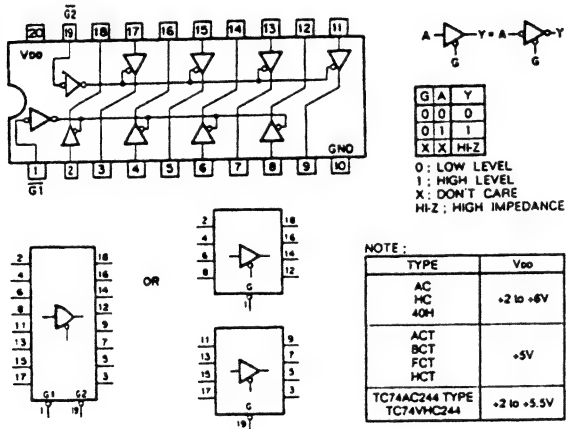 G2
20 19 18 17 16 15 14 13 12 11
VDD
GND
1 2 3 4 5 6 7 8 9 10
G1
A Y = A Y
G G
G A Y
0 0 0
0 1 1
X X HI-Z
0 ; LOW LEVEL
1 ; HIGH LEVEL
X ; DON'T CARE
HI-Z ; HIGH IMPEDANCE
2 18
4 16
6 14
8 12
11 9
13 7
15 5
17 3
G1 G2
1 19
OR
2 18
4 16
6 14
8 12
G
1
11 9
13 7
15 5
17 3
G
19
NOTE :
TYPE VDD
AC
HC
40H
+2 to +6V
ACT
BCT
FCT
HCT
+5V
TC74AC244 TYPE
TC74VHC244
+2 to +5.5V